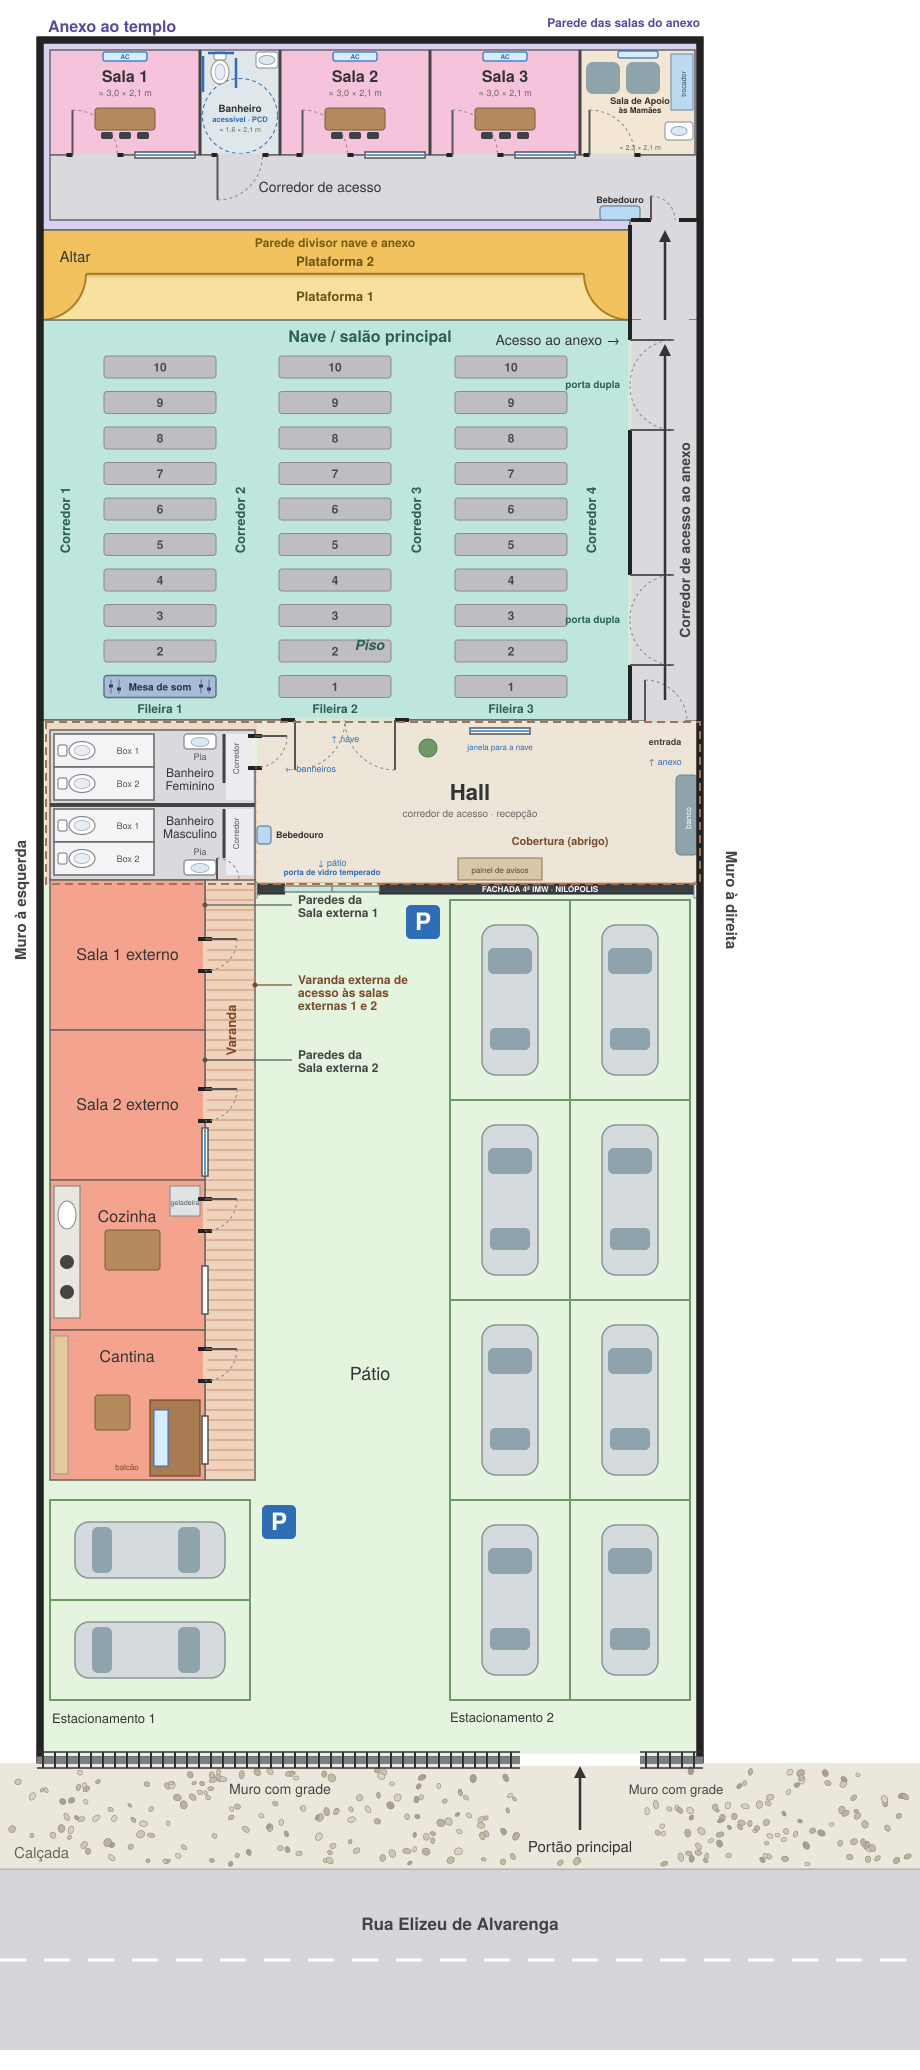 Anexo ao templo
Parede das salas do anexo
AC
AC
AC
Sala 1
≈ 3,0 × 2,1 m
Banheiro
acessível · PCD
≈ 1,6 × 2,1 m
Sala 2
≈ 3,0 × 2,1 m
Sala 3
≈ 3,0 × 2,1 m
Sala de Apoio
às Mamães
≈ 2,3 × 2,1 m
trocador
Corredor de acesso
Bebedouro
Altar
Parede divisor nave e anexo
Plataforma 2
Plataforma 1
Nave / salão principal
Acesso ao anexo →
10
10
10
porta dupla
9
9
9
8
8
8
7
7
7
6
6
6
5
5
5
4
4
4
3
3
3
porta dupla
2
2
2
Piso
Mesa de som
1
1
Corredor 1
Corredor 2
Corredor 3
Corredor 4
Corredor de acesso ao anexo
Fileira 1
Fileira 2
Fileira 3
Box 1
Box 2
Pia
Banheiro
Feminino
Corredor
Box 1
Box 2
Banheiro
Masculino
Pia
Corredor
↑ nave
← banheiros
janela para a nave
entrada
↑ anexo
Hall
corredor de acesso · recepção
banco
Bebedouro
Cobertura (abrigo)
↓ pátio
porta de vidro temperado
painel de avisos
FACHADA 4ª IMW · NILÓPOLIS
Muro à esquerda
Muro à direita
Paredes da
Sala externa 1
P
Sala 1 externo
Varanda externa de
acesso às salas
externas 1 e 2
Varanda
Paredes da
Sala externa 2
Sala 2 externo
geladeira
Cozinha
Cantina
balcão
Pátio
P
Estacionamento 1
Estacionamento 2
Muro com grade
Muro com grade
Portão principal
Calçada
Rua Elizeu de Alvarenga